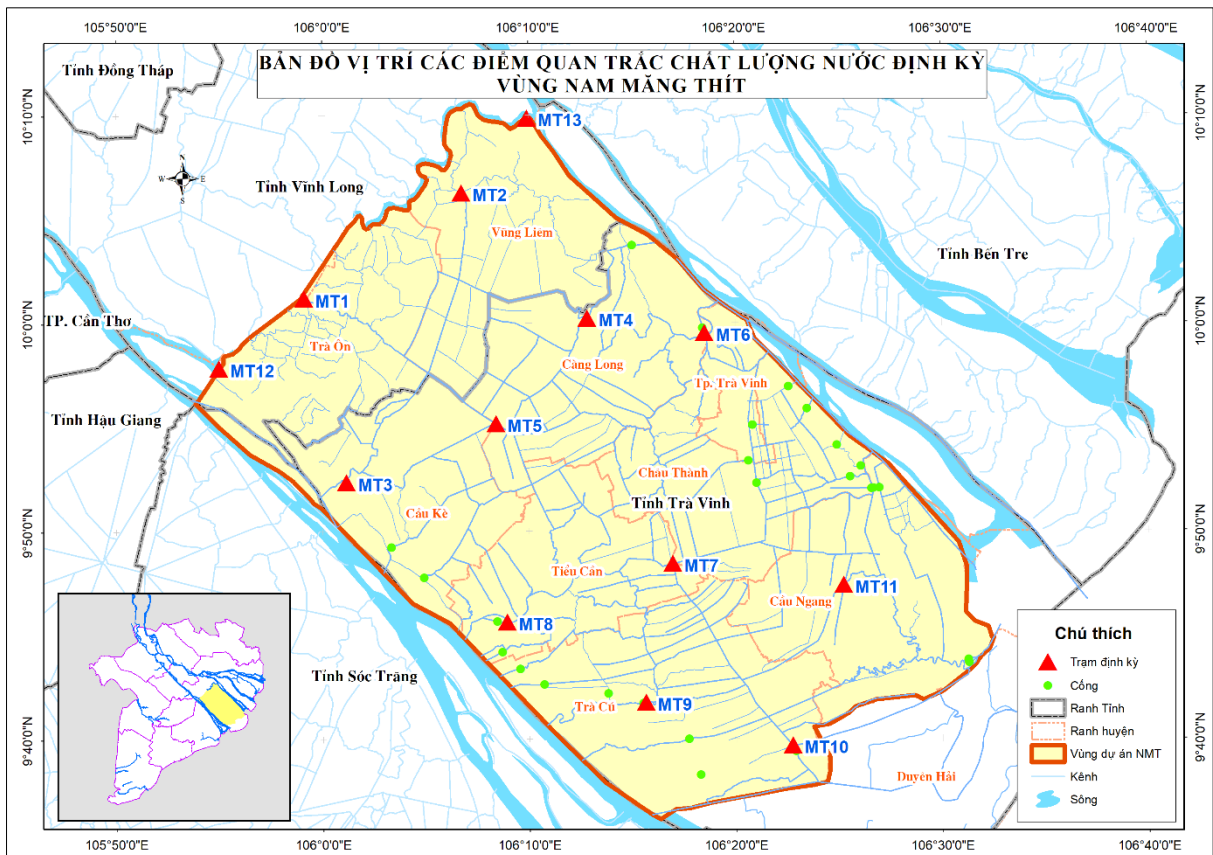 105°50'0"E 106°0'0"E 106°10'0"E 106°20'0"E 106°30'0"E 106°40'0"E
BẢN ĐỒ VỊ TRÍ CÁC ĐIỂM QUAN TRẮC CHẤT LƯỢNG NƯỚC ĐỊNH KỲ
VÙNG NAM MĂNG THÍT
Tỉnh Đồng Tháp
10°10'0"N
10°10'0"N
MT13
N
W E
S
Tỉnh Vĩnh Long
MT2
Vũng Liêm
Tỉnh Bến Tre
MT1
MT4
TP. Cần Thơ
10°0'0"N
10°0'0"N
MT6
Trà Ôn
Càng Long
MT12
Tp. Trà Vinh
Tỉnh Hậu Giang
MT5
Châu Thành
MT3
Tỉnh Trà Vinh
Cầu Kè
9°50'0"N
9°50'0"N
MT7
Tiểu Cần
MT11
Cầu Ngang
MT8
Tỉnh Sóc Trăng
Trà Cú
MT9
9°40'0"N
9°40'0"N
MT10
Duyên Hải
Chú thích
Trạm định kỳ
Cống
Ranh Tỉnh
Ranh huyện
Vùng dự án NMT
Kênh
Sông
105°50'0"E 106°0'0"E 106°10'0"E 106°20'0"E 106°30'0"E 106°40'0"E